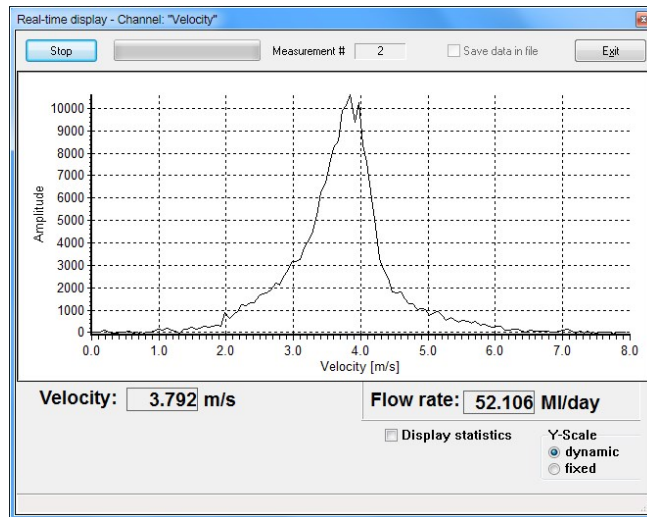 Real-time display - Channel: "Velocity"
Stop Measurement # 2 Save data in file Exit
10000
9000
8000
7000
6000
5000
4000
3000
2000
1000
0
Amplitude
0.0 1.0 2.0 3.0 4.0 5.0 6.0 7.0 8.0
Velocity [m/s]
Velocity: 3.792 m/s Flow rate: 52.106 Ml/day
Display statistics Y-Scale
dynamic
fixed